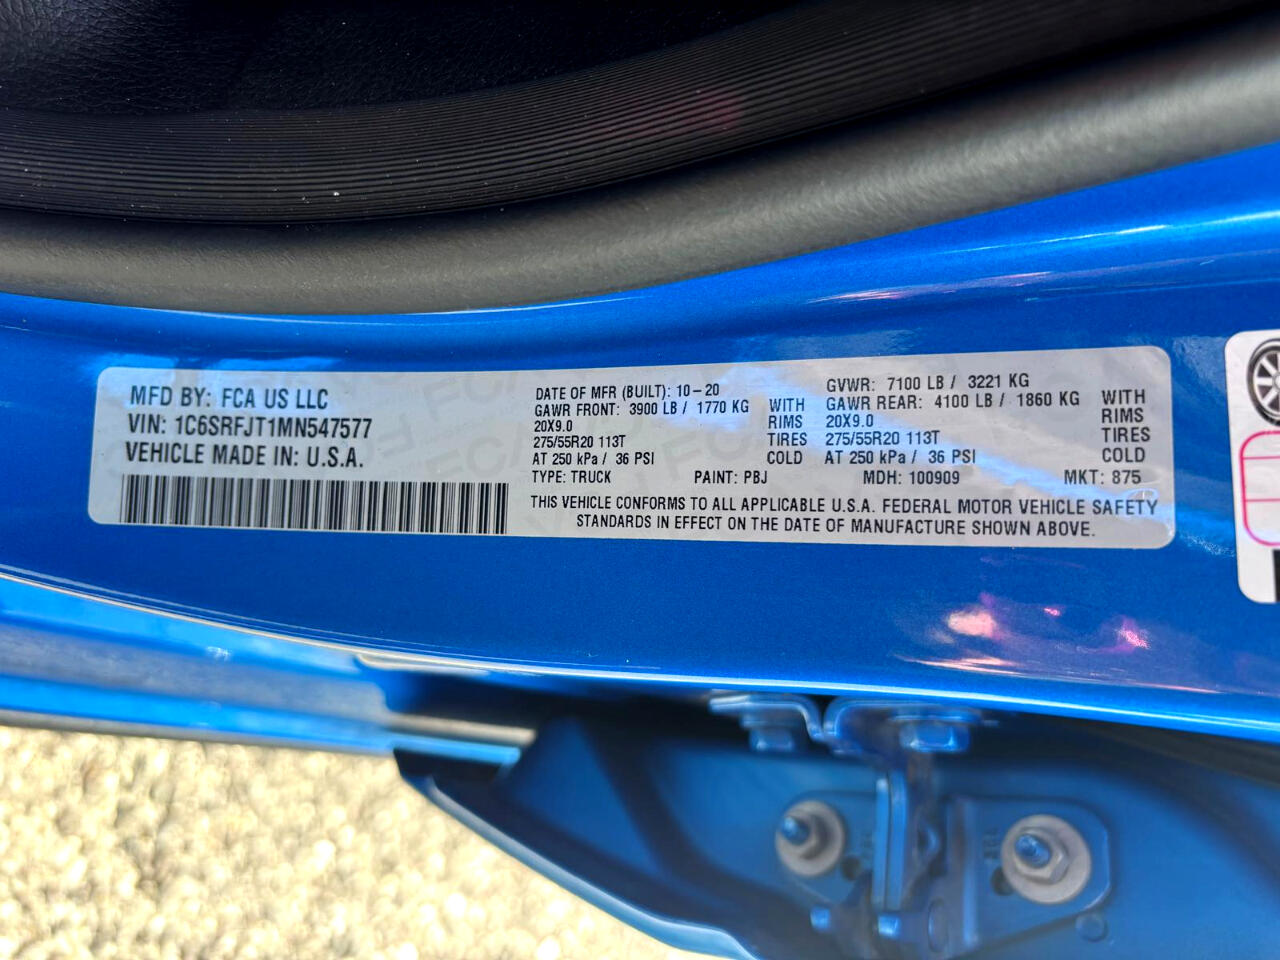 MFD BY: FCA US LLC
VIN: 1C6SRFJT1MN547577
VEHICLE MADE IN: U.S.A.
DATE OF MFR (BUILT): 10-20
GAWR FRONT: 3900 LB / 1770 KG WITH
20X9.0 RIMS
275/55R20 113T TIRES
AT 250 kPa / 36 PSI COLD
GVWR: 7100 LB / 3221 KG
GAWR REAR: 4100 LB / 1860 KG WITH
20X9.0 RIMS
275/55R20 113T TIRES
AT 250 kPa / 36 PSI COLD
TYPE: TRUCK PAINT: PBJ MDH: 100909 MKT: 875
THIS VEHICLE CONFORMS TO ALL APPLICABLE U.S.A. FEDERAL MOTOR VEHICLE SAFETY
STANDARDS IN EFFECT ON THE DATE OF MANUFACTURE SHOWN ABOVE.